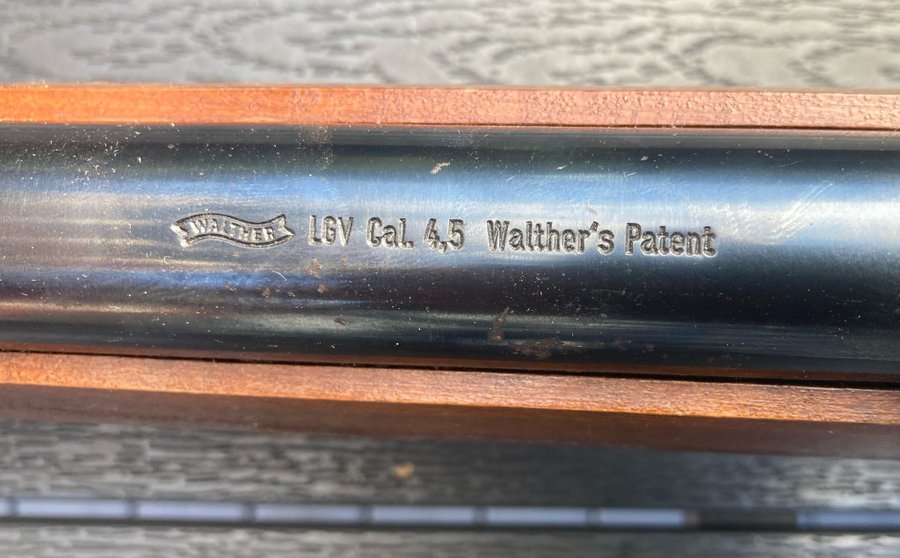 WALTHER LGV Cal. 4,5 Walther's Patent